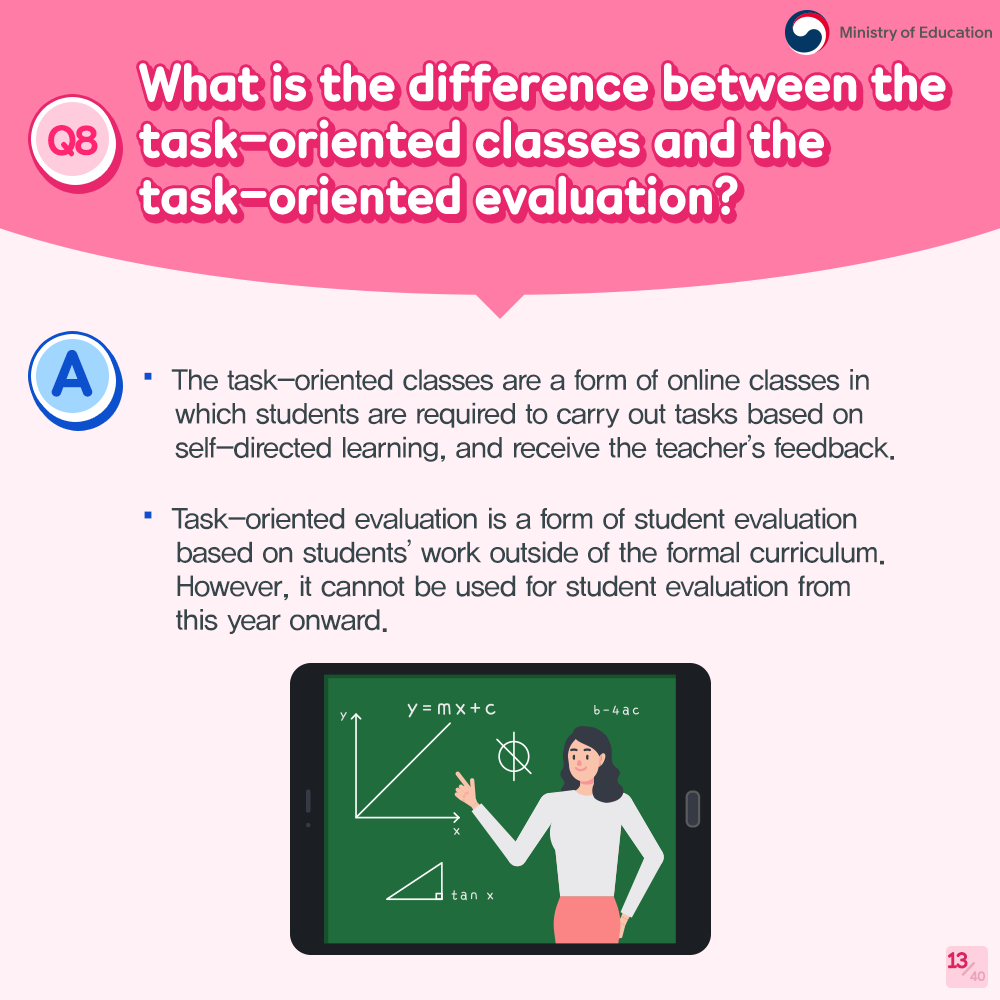 Ministry of Education
Q8
What is the difference between the
task-oriented classes and the
task-oriented evaluation?
A
▪ The task-oriented classes are a form of online classes in
which students are required to carry out tasks based on
self-directed learning, and receive the teacher's feedback.
▪ Task-oriented evaluation is a form of student evaluation
based on students' work outside of the formal curriculum.
However, it cannot be used for student evaluation from
this year onward.
y
y=mx+c
b-4ac
x
tan x
13/40